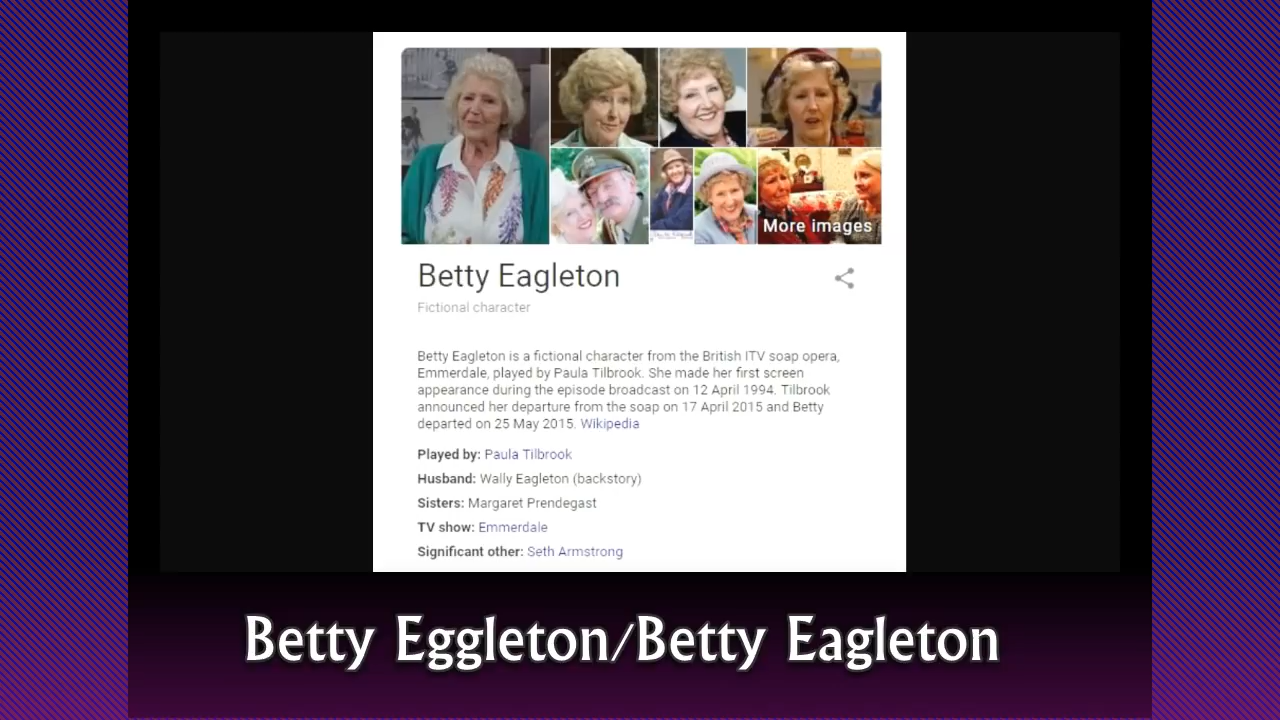 More images
Betty Eagleton
Fictional character
Betty Eagleton is a fictional character from the British ITV soap opera,
Emmerdale, played by Paula Tilbrook. She made her first screen
appearance during the episode broadcast on 12 April 1994. Tilbrook
announced her departure from the soap on 17 April 2015 and Betty
departed on 25 May 2015. Wikipedia
Played by: Paula Tilbrook
Husband: Wally Eagleton (backstory)
Sisters: Margaret Prendegast
TV show: Emmerdale
Significant other: Seth Armstrong
Betty Eggleton/Betty Eagleton